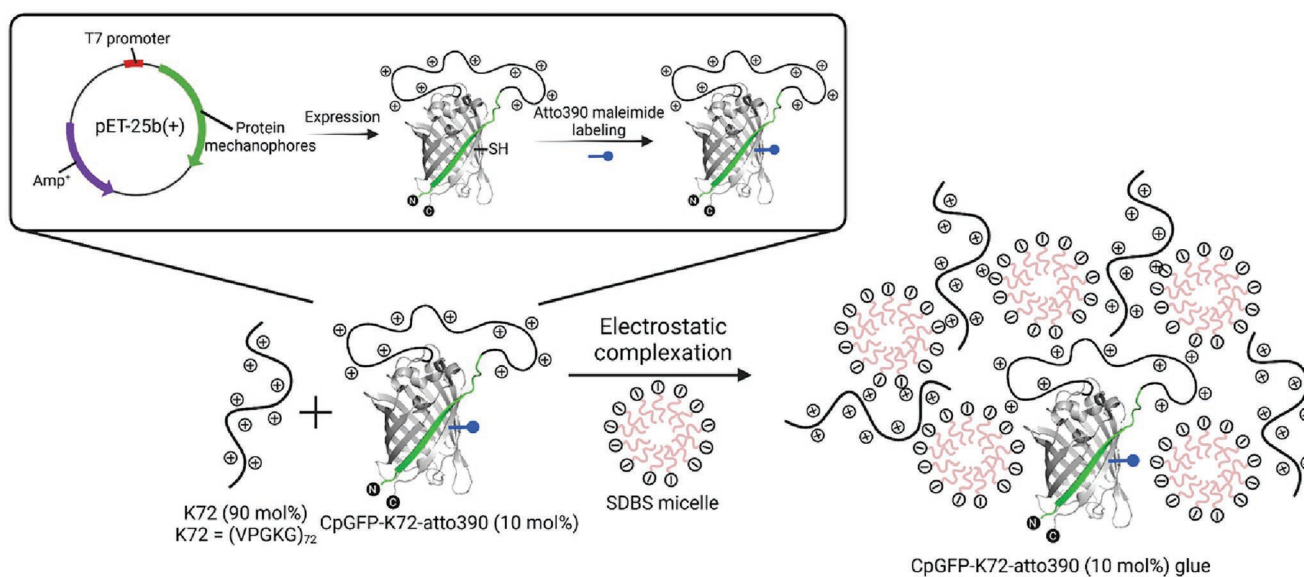 T7 promoter
pET-25b(+)
Protein
mechanophores
Amp⁺
Expression
SH
N
C
Atto390 maleimide
labeling
N
C
K72 (90 mol%)
K72 = (VPGKG)₇₂
+
N
C
CpGFP-K72-atto390 (10 mol%)
Electrostatic
complexation
SDBS micelle
N
C
CpGFP-K72-atto390 (10 mol%) glue